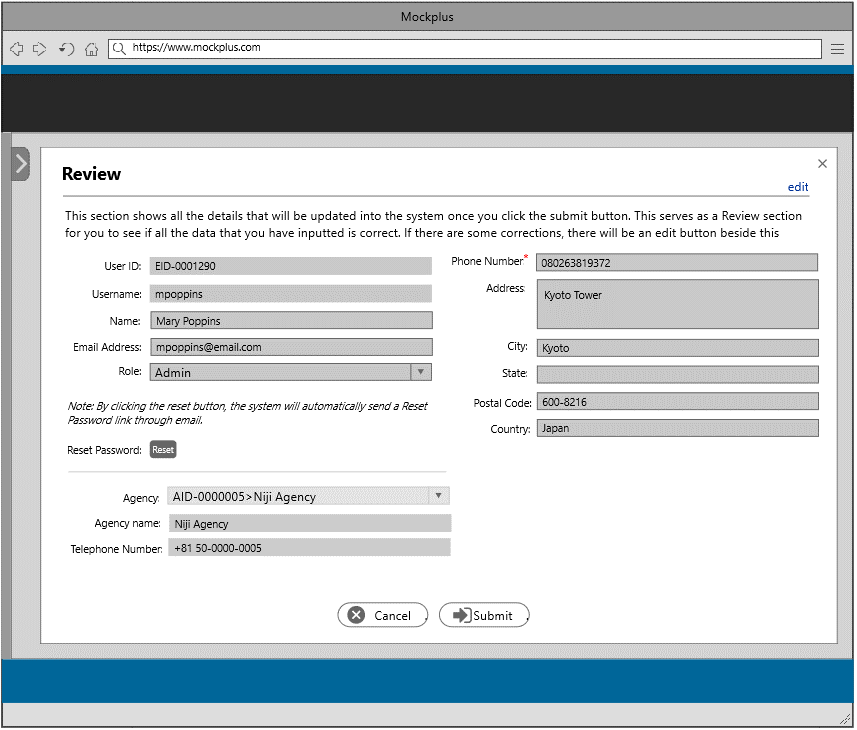 Mockplus
https://www.mockplus.com
Review
edit
This section shows all the details that will be updated into the system once you click the submit button. This serves as a Review section
for you to see if all the data that you have inputted is correct. If there are some corrections, there will be an edit button beside this
User ID: EID-0001290
Username: mpoppins
Name: Mary Poppins
Email Address: mpoppins@email.com
Role: Admin
Note: By clicking the reset button, the system will automatically send a Reset
Password link through email.
Reset Password: Reset
Agency: AID-0000005>Niji Agency
Agency name: Niji Agency
Telephone Number: +81 50-0000-0005
Phone Number:* 080263819372
Address: Kyoto Tower
City: Kyoto
State:
Postal Code: 600-8216
Country: Japan
Cancel
Submit